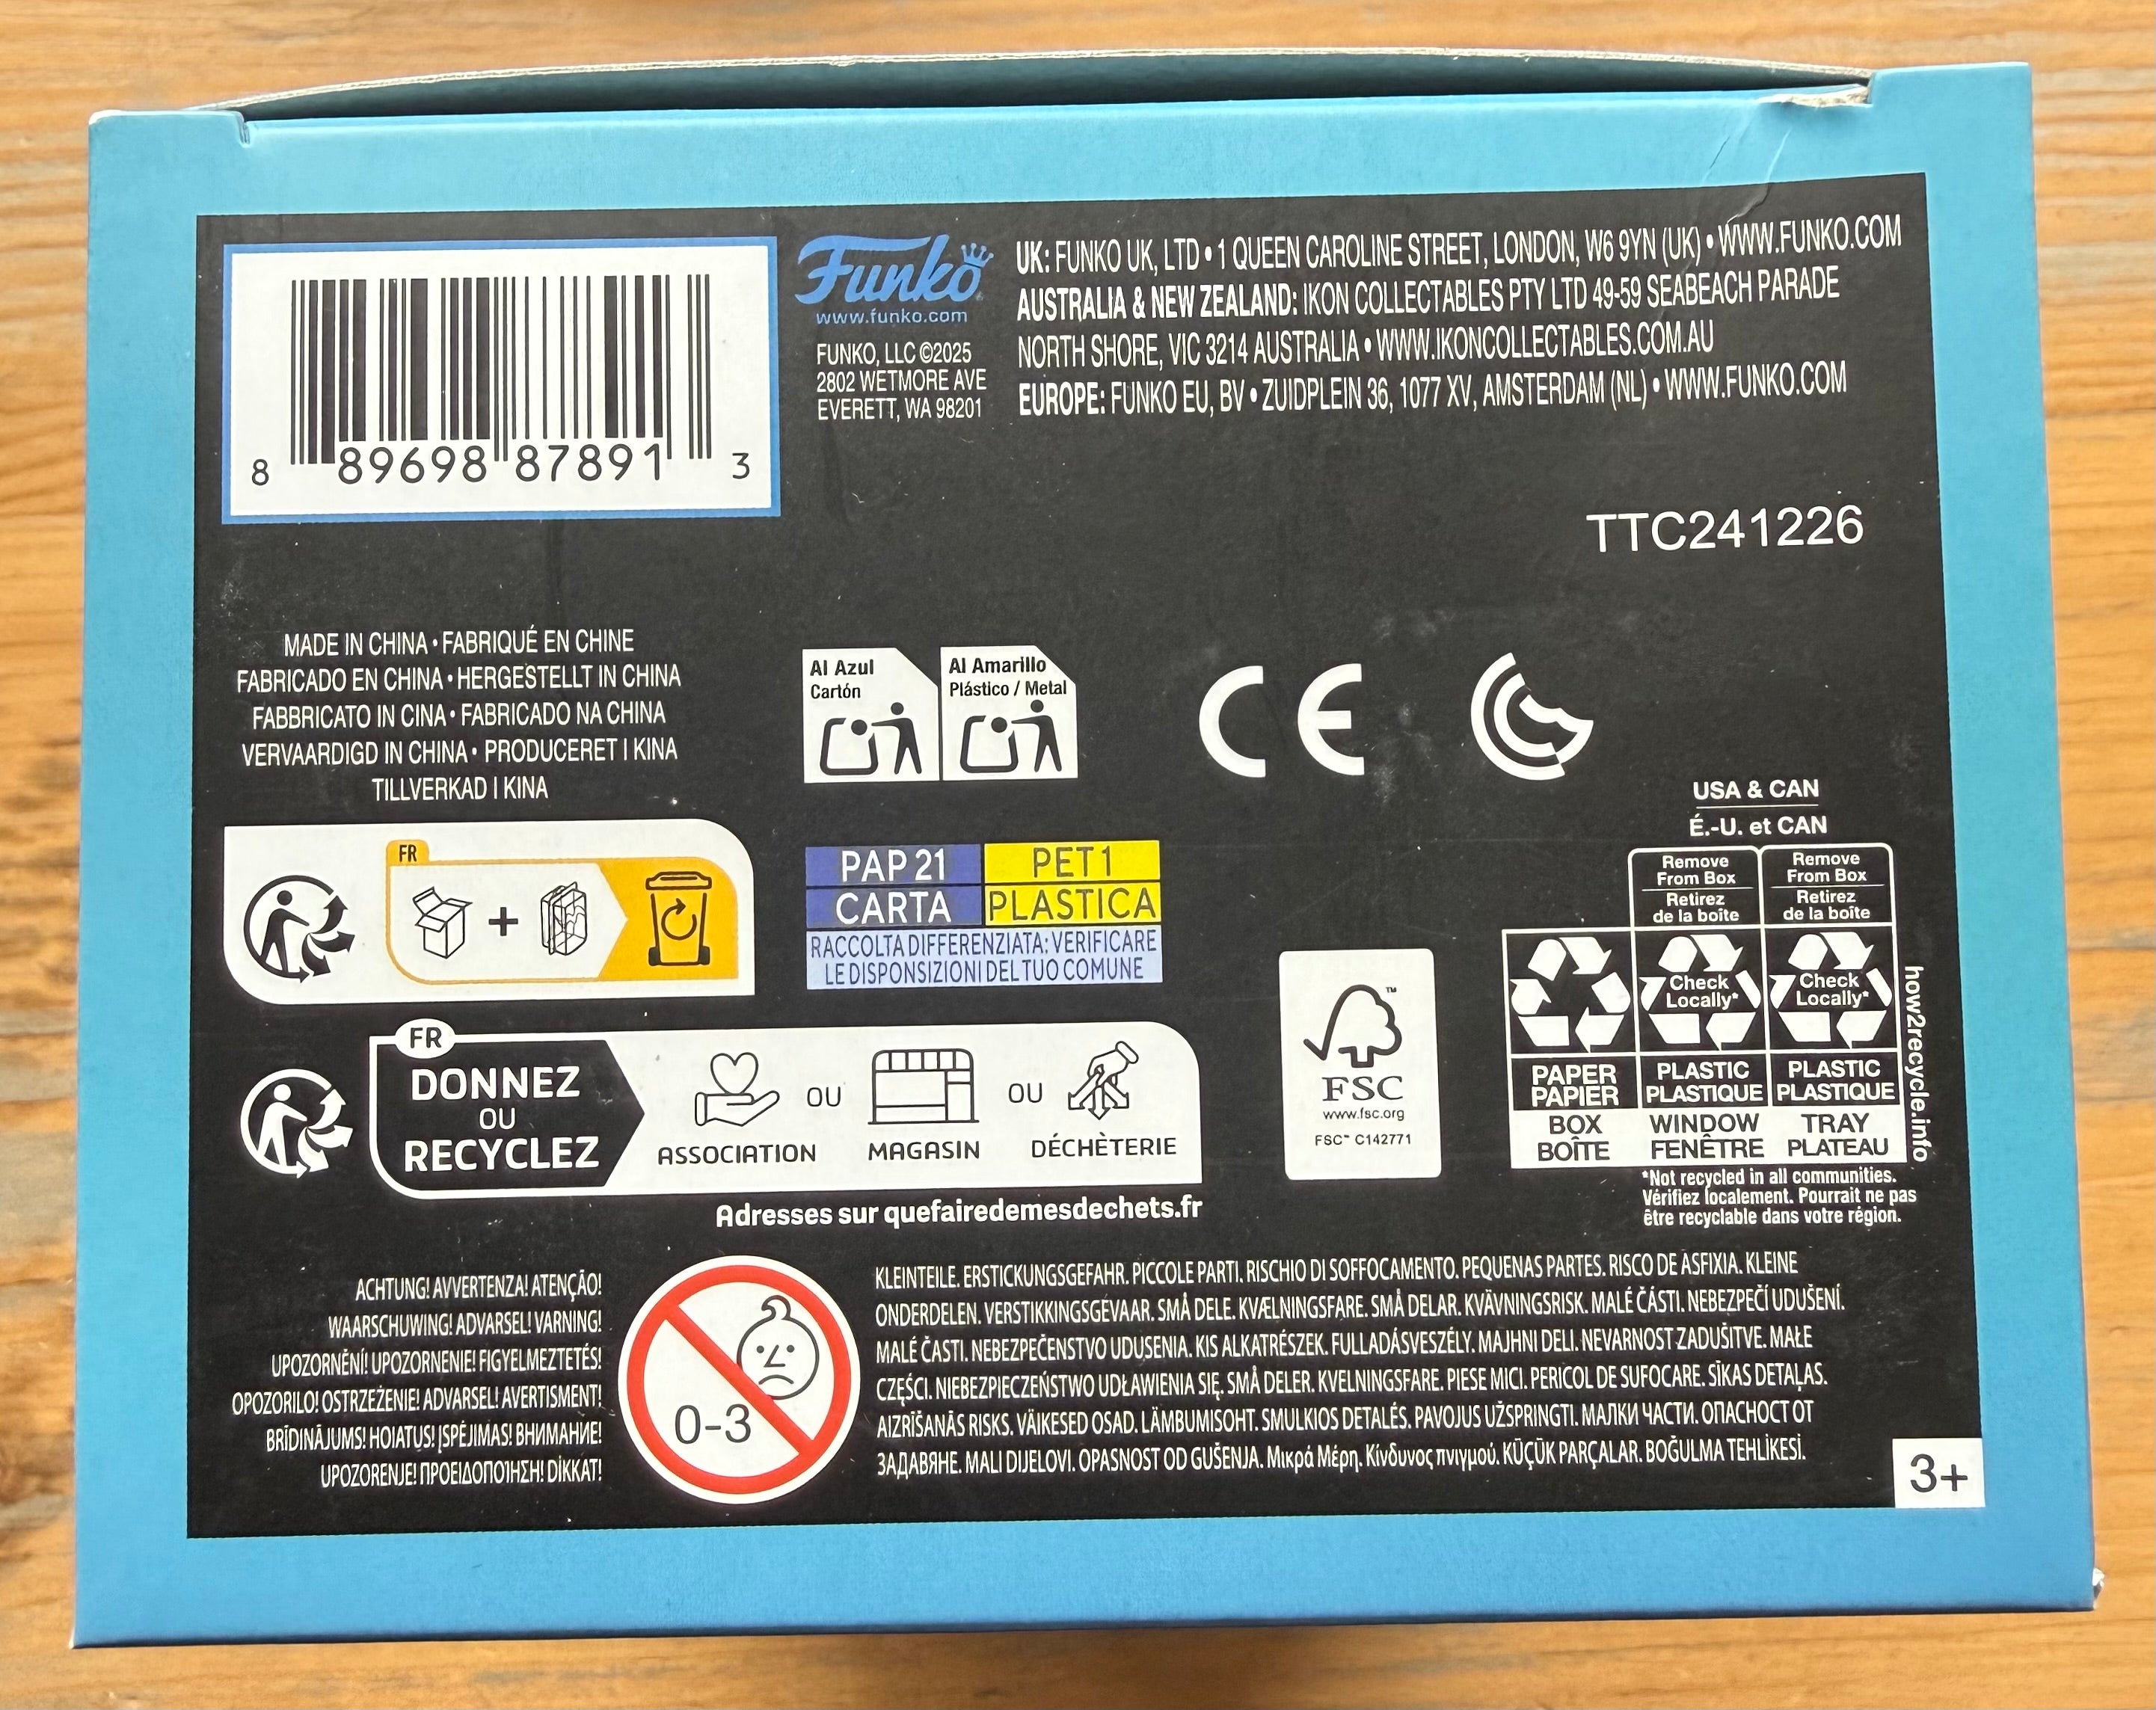 8 89698 87891 3
Funko
www.funko.com
FUNKO, LLC ©2025
2802 WETMORE AVE
EVERETT, WA 98201
UK: FUNKO UK, LTD • 1 QUEEN CAROLINE STREET, LONDON, W6 9YN (UK) • WWW.FUNKO.COM
AUSTRALIA & NEW ZEALAND: IKON COLLECTABLES PTY LTD 49-59 SEABEACH PARADE
NORTH SHORE, VIC 3214 AUSTRALIA • WWW.IKONCOLLECTABLES.COM.AU
EUROPE: FUNKO EU, BV • ZUIDPLEIN 36, 1077 XV, AMSTERDAM (NL) • WWW.FUNKO.COM
TTC241226
MADE IN CHINA • FABRIQUÉ EN CHINE
FABRICADO EN CHINA • HERGESTELLT IN CHINA
FABBRICATO IN CINA • FABRICADO NA CHINA
VERVAARDIGD IN CHINA • PRODUCERET I KINA
TILLVERKAD I KINA
Al Azul
Cartón
Al Amarillo
Plástico / Metal
CE
FR
+
PAP 21
CARTA
PET 1
PLASTICA
RACCOLTA DIFFERENZIATA: VERIFICARE
LE DISPONSIZIONI DEL TUO COMUNE
USA & CAN
É.-U. et CAN
Remove
From Box
Retirez
de la boîte
Remove
From Box
Retirez
de la boîte
Check
Locally*
Check
Locally*
PAPER
PAPIER
PLASTIC
PLASTIQUE
PLASTIC
PLASTIQUE
BOX
BOÎTE
WINDOW
FENÊTRE
TRAY
PLATEAU
how2recycle.info
*Not recycled in all communities.
Vérifiez localement. Pourrait ne pas
être recyclable dans votre région.
FSC
www.fsc.org
FSC™ C142771
FR
DONNEZ
OU
RECYCLEZ
ASSOCIATION
OU
MAGASIN
OU
DÉCHÈTERIE
Adresses sur quefairedemesdechets.fr
ACHTUNG! AVVERTENZA! ATENÇÃO!
WAARSCHUWING! ADVARSEL! VARNING!
UPOZORNĚNÍ! UPOZORNENIE! FIGYELMEZTETÉS!
OPOZORILO! OSTRZEŻENIE! ADVARSEL! AVERTISMENT!
BRĪDINĀJUMS! HOIATUS! ĮSPĖJIMAS! ВНИМАНИЕ!
UPOZORENJE! ΠΡΟΕΙΔΟΠΟΊΗΣΗ! DİKKAT!
0-3
KLEINTEILE. ERSTICKUNGSGEFAHR. PICCOLE PARTI. RISCHIO DI SOFFOCAMENTO. PEQUENAS PARTES. RISCO DE ASFIXIA. KLEINE
ONDERDELEN. VERSTIKKINGSGEVAAR. SMÅ DELE. KVÆLNINGSFARE. SMÅ DELAR. KVÄVNINGSRISK. MALÉ ČÁSTI. NEBEZPEČÍ UDUŠENÍ.
MALÉ ČASTI. NEBEZPEČENSTVO UDUSENIA. KIS ALKATRÉSZEK. FULLADÁSVESZÉLY. MAJHNI DELI. NEVARNOST ZADUŠITVE. MAŁE
CZĘŚCI. NIEBEZPIECZEŃSTWO UDŁAWIENIA SIĘ. SMÅ DELER. KVELNINGSFARE. PIESE MICI. PERICOL DE SUFOCARE. SĪKAS DETAĻAS.
AIZRĪŠANĀS RISKS. VÄIKESED OSAD. LÄMBUMISOHT. SMULKIOS DETALĖS. PAVOJUS UŽSPRINGTI. МАЛКИ ЧАСТИ. ОПАСНОСТ ОТ
ЗАДАВЯНЕ. MALI DIJELOVI. OPASNOST OD GUŠENJA. Μικρά Μέρη. Κίνδυνος πνιγμού. KÜÇÜK PARÇALAR. BOĞULMA TEHLİKESİ.
3+